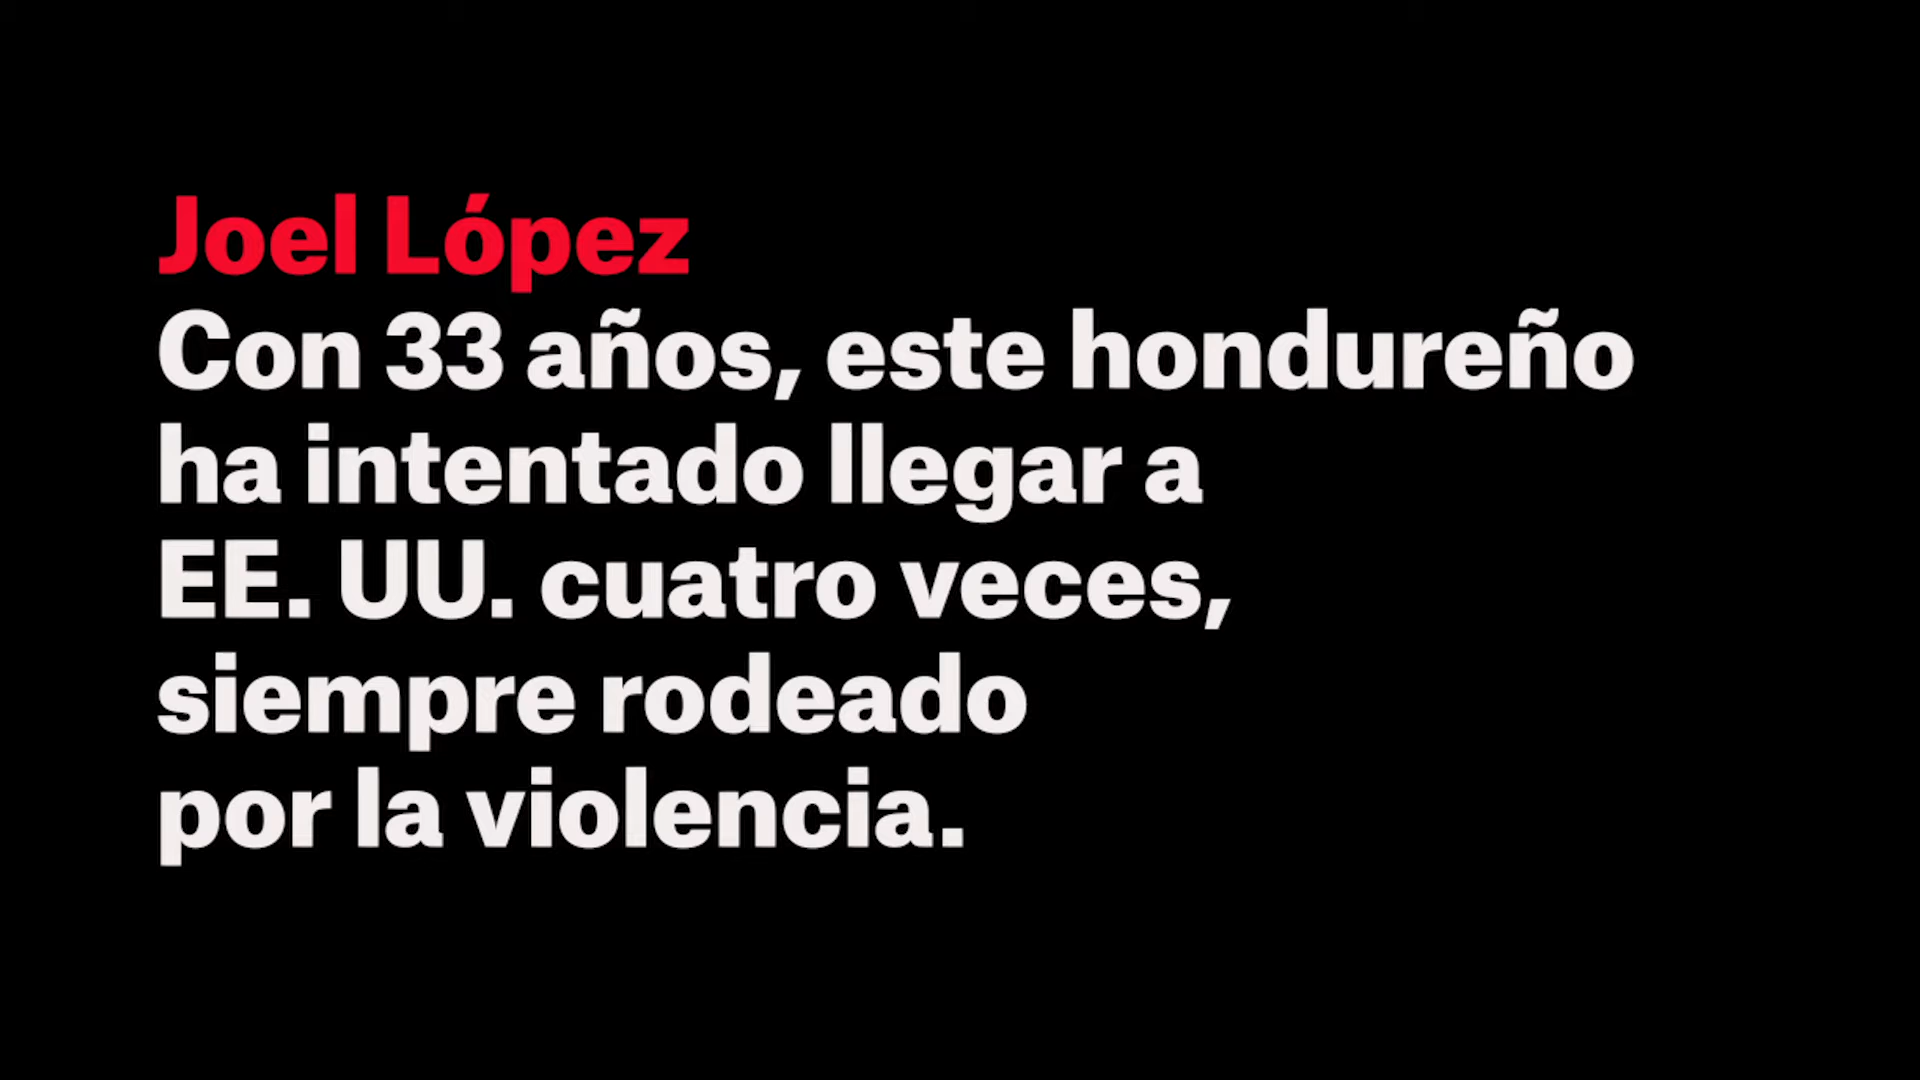 Joel López
Con 33 años, este hondureño
ha intentado llegar a
EE. UU. cuatro veces,
siempre rodeado
por la violencia.